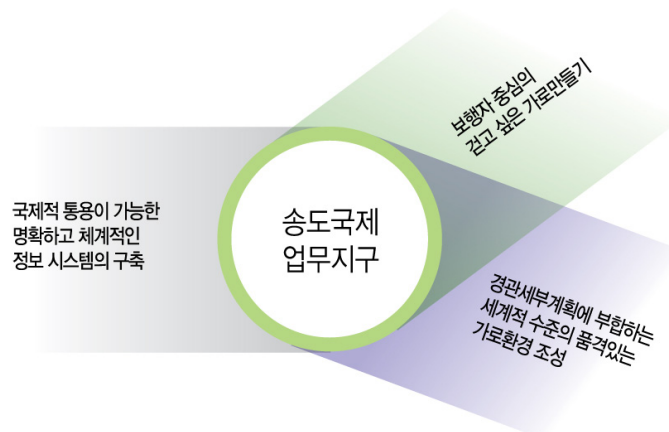 보행자 중심의
걷고 싶은 가로만들기
국제적 통용이 가능한
명확하고 체계적인
정보 시스템의 구축
송도국제
업무지구
경관세부계획에 부합하는
세계적 수준의 품격있는
가로환경 조성